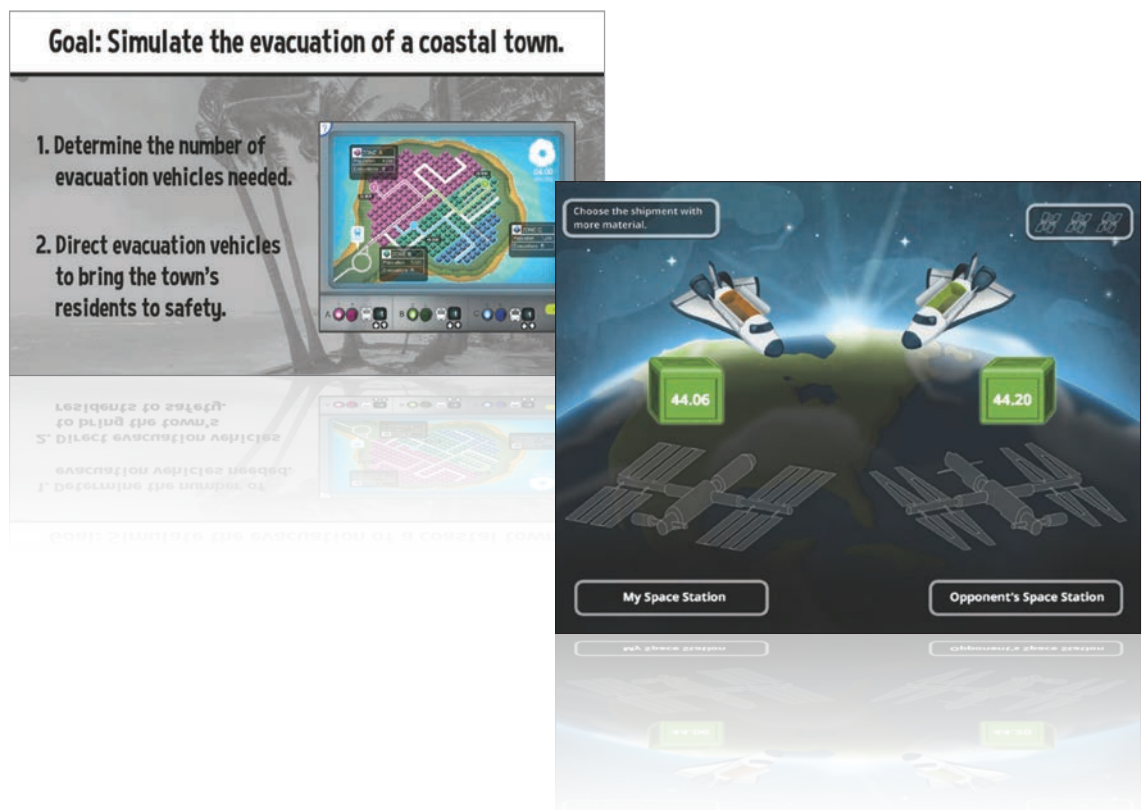 Goal: Simulate the evacuation of a coastal town.
1. Determine the number of
evacuation vehicles needed.
2. Direct evacuation vehicles
to bring the town's
residents to safety.
A
B
C
Choose the shipment with
more material.
44.06
44.20
My Space Station
Opponent's Space Station